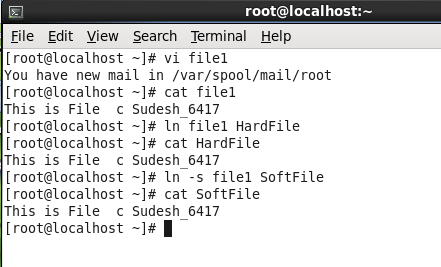 root@localhost:~
File Edit View Search Terminal Help
[root@localhost ~]# vi file1
You have new mail in /var/spool/mail/root
[root@localhost ~]# cat file1
This is File  c Sudesh_6417
[root@localhost ~]# ln file1 HardFile
[root@localhost ~]# cat HardFile
This is File  c Sudesh_6417
[root@localhost ~]# ln -s file1 SoftFile
[root@localhost ~]# cat SoftFile
This is File  c Sudesh_6417
[root@localhost ~]#